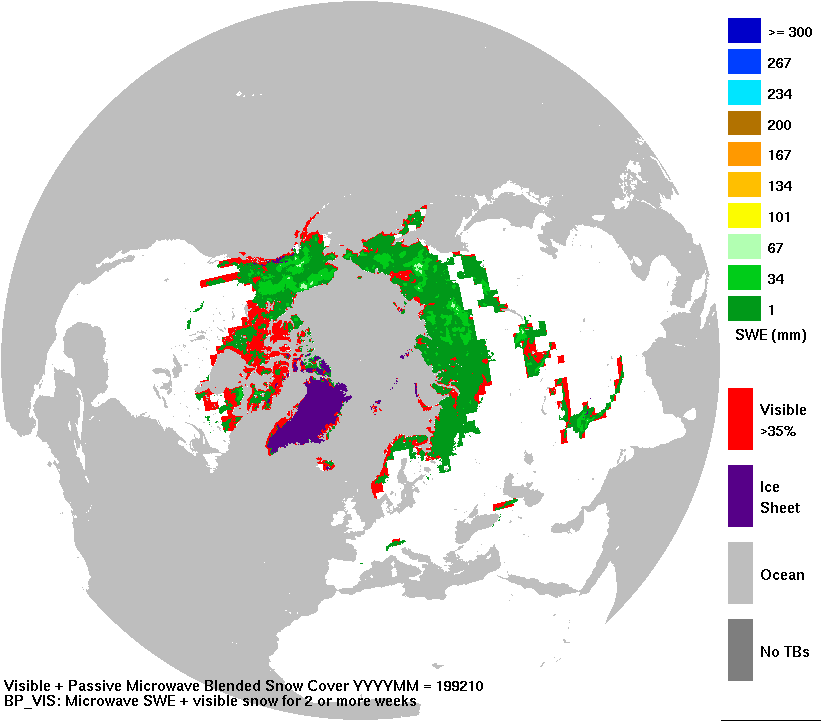 >= 300
267
234
200
167
134
101
67
34
1
SWE (mm)
Visible
>35%
Ice
Sheet
Ocean
No TBs
Visible + Passive Microwave Blended Snow Cover YYYYMM = 199210
BP_VIS: Microwave SWE + visible snow for 2 or more weeks